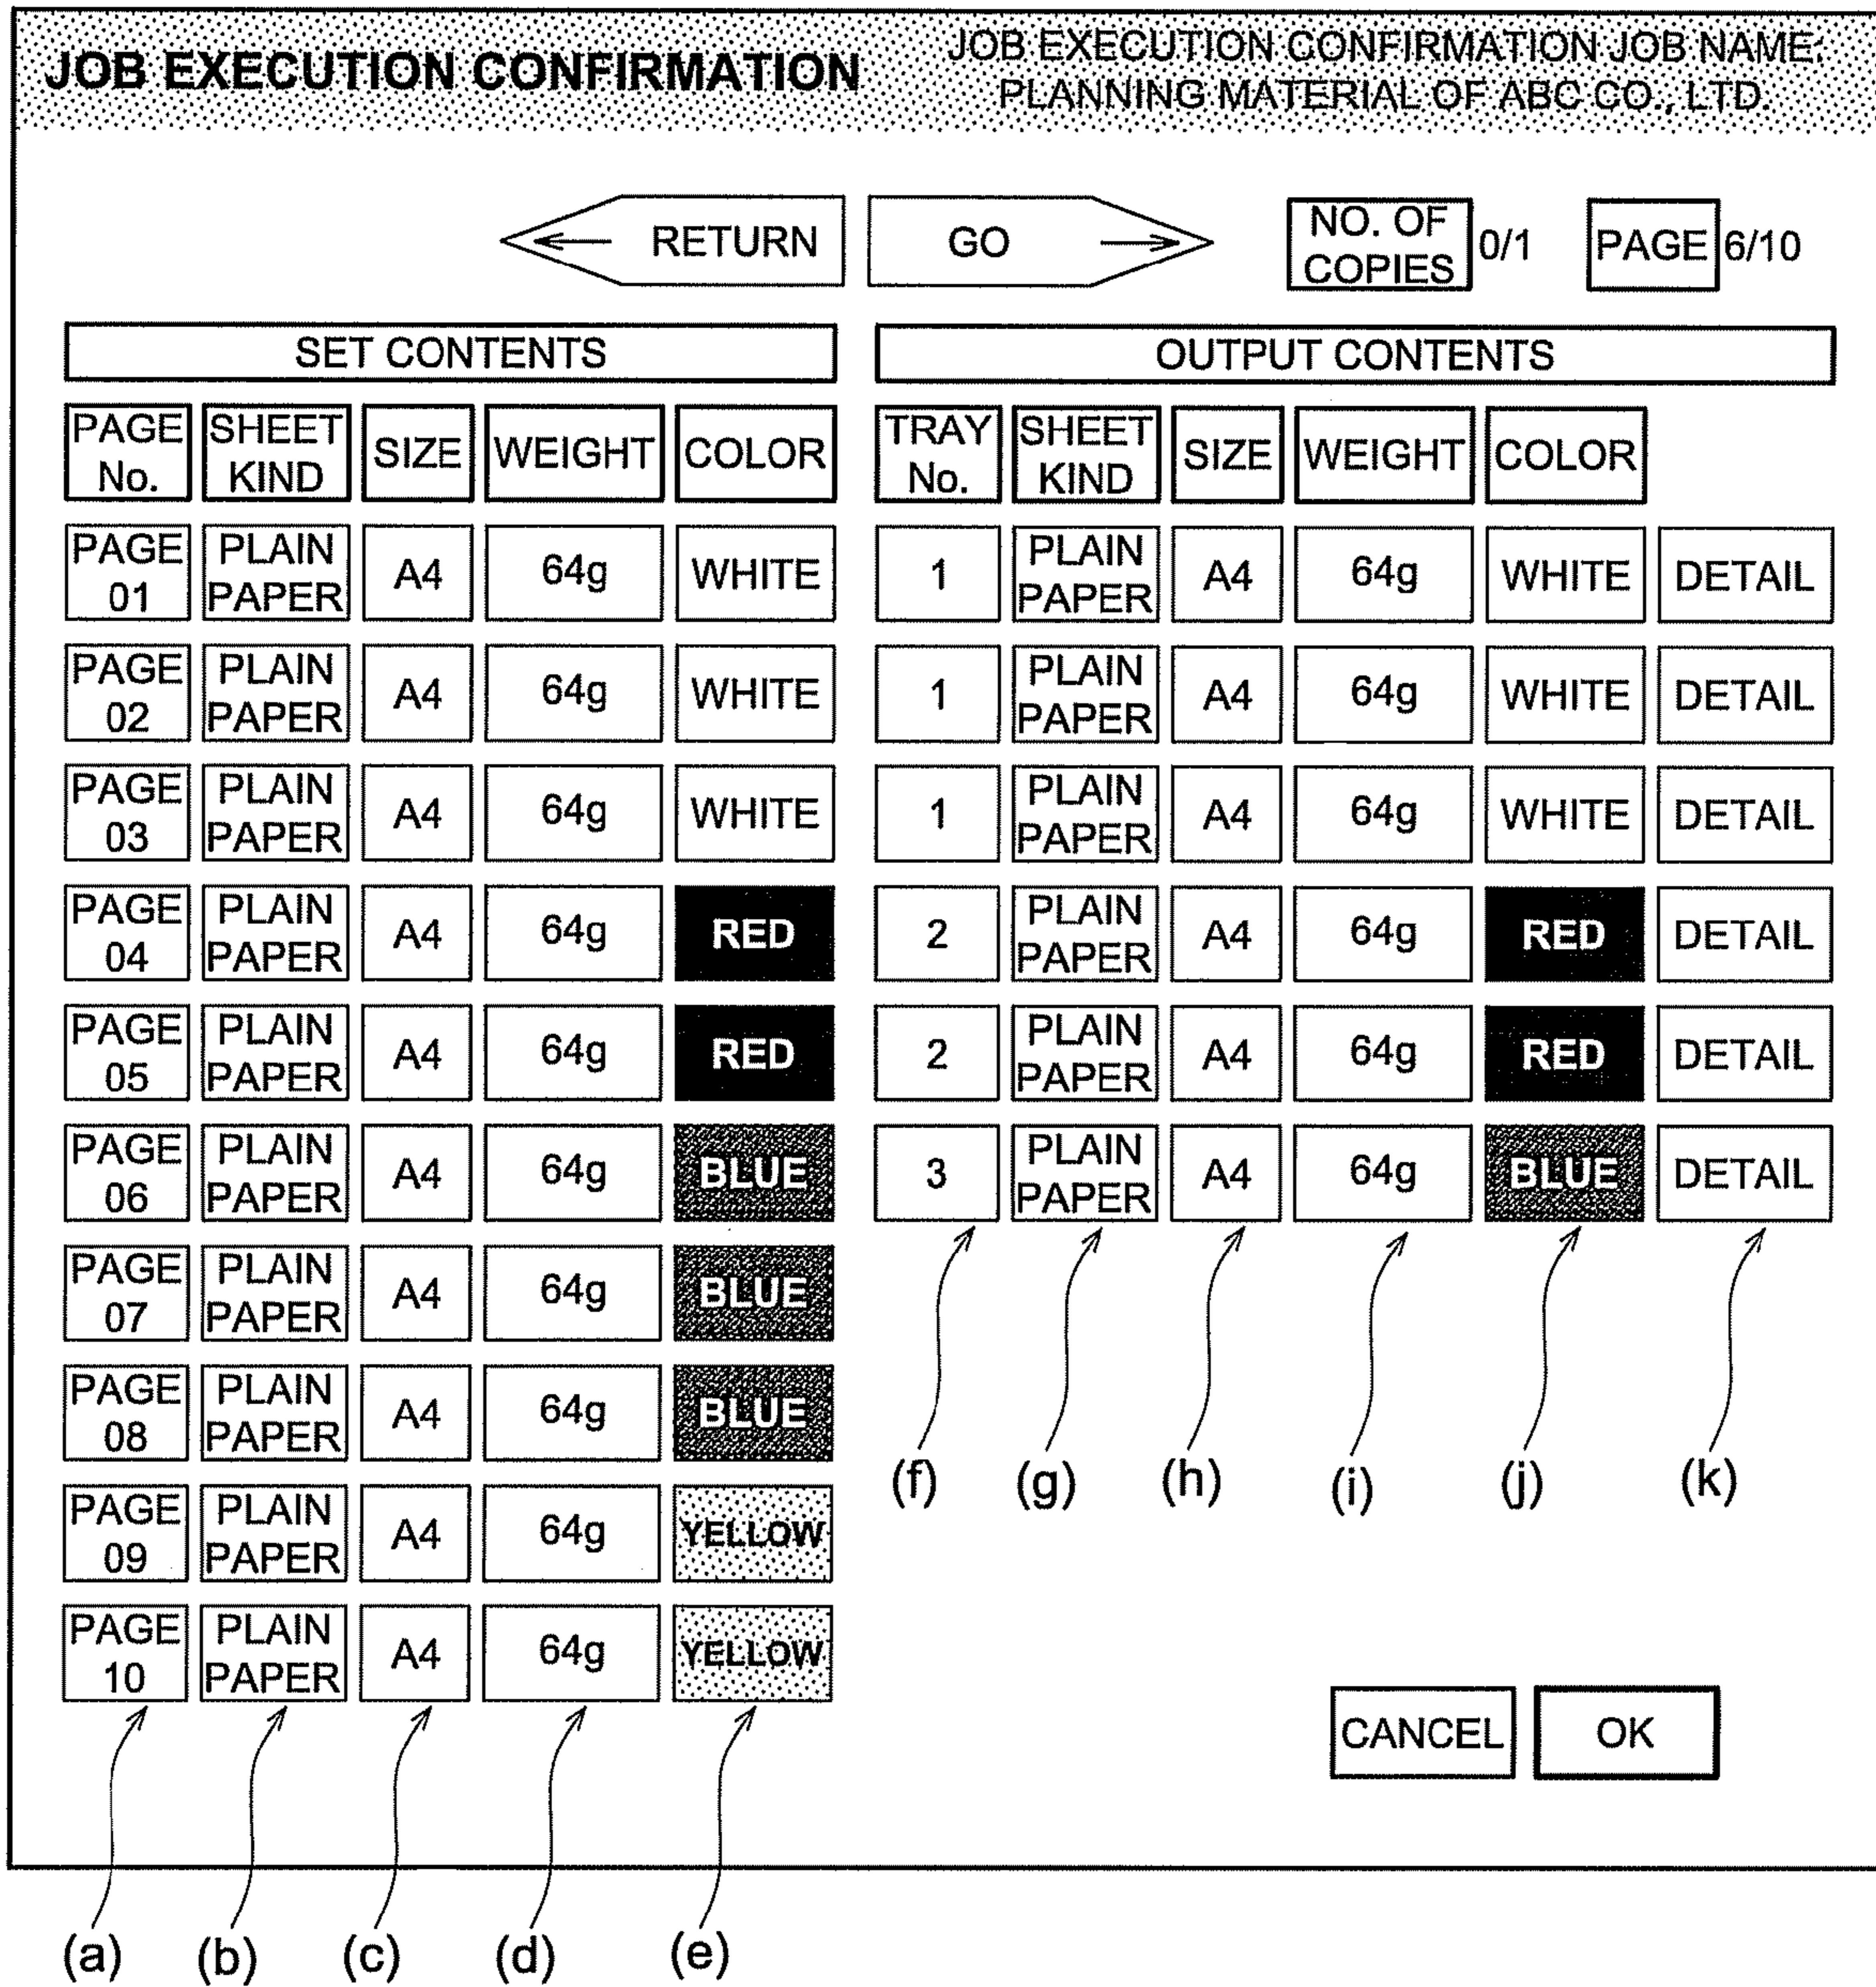 JOB EXECUTION CONFIRMATION
JOB EXECUTION CONFIRMATION JOB NAME:
PLANNING MATERIAL OF ABC CO., LTD.
RETURN
GO
NO. OF
COPIES
0/1
PAGE
6/10
SET CONTENTS
OUTPUT CONTENTS
PAGE No. SHEET KIND SIZE WEIGHT COLOR TRAY No. SHEET KIND SIZE WEIGHT COLOR
PAGE 01 PLAIN PAPER A4 64g WHITE 1 PLAIN PAPER A4 64g WHITE DETAIL
PAGE 02 PLAIN PAPER A4 64g WHITE 1 PLAIN PAPER A4 64g WHITE DETAIL
PAGE 03 PLAIN PAPER A4 64g WHITE 1 PLAIN PAPER A4 64g WHITE DETAIL
PAGE 04 PLAIN PAPER A4 64g RED 2 PLAIN PAPER A4 64g RED DETAIL
PAGE 05 PLAIN PAPER A4 64g RED 2 PLAIN PAPER A4 64g RED DETAIL
PAGE 06 PLAIN PAPER A4 64g BLUE 3 PLAIN PAPER A4 64g BLUE DETAIL
PAGE 07 PLAIN PAPER A4 64g BLUE
PAGE 08 PLAIN PAPER A4 64g BLUE
(f) (g) (h) (i) (j) (k)
PAGE 09 PLAIN PAPER A4 64g YELLOW
PAGE 10 PLAIN PAPER A4 64g YELLOW
CANCEL OK
(a) (b) (c) (d) (e)